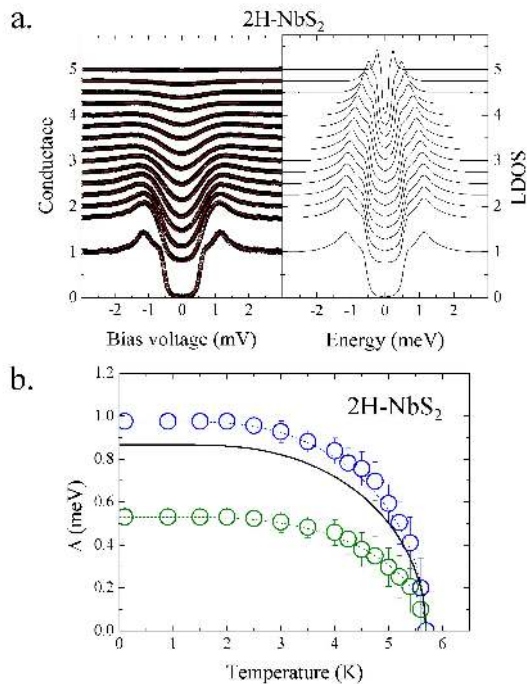 a.
2H-NbS₂
Conductace
5
4
3
2
1
0
-2 -1 0 1 2
Bias voltage (mV)
-2 -1 0 1 2
Energy (meV)
5
4
3
2
1
0
LDOS
b.
2H-NbS₂
Δ (meV)
1.2
1.0
0.8
0.6
0.4
0.2
0.0
0 1 2 3 4 5 6
Temperature (K)